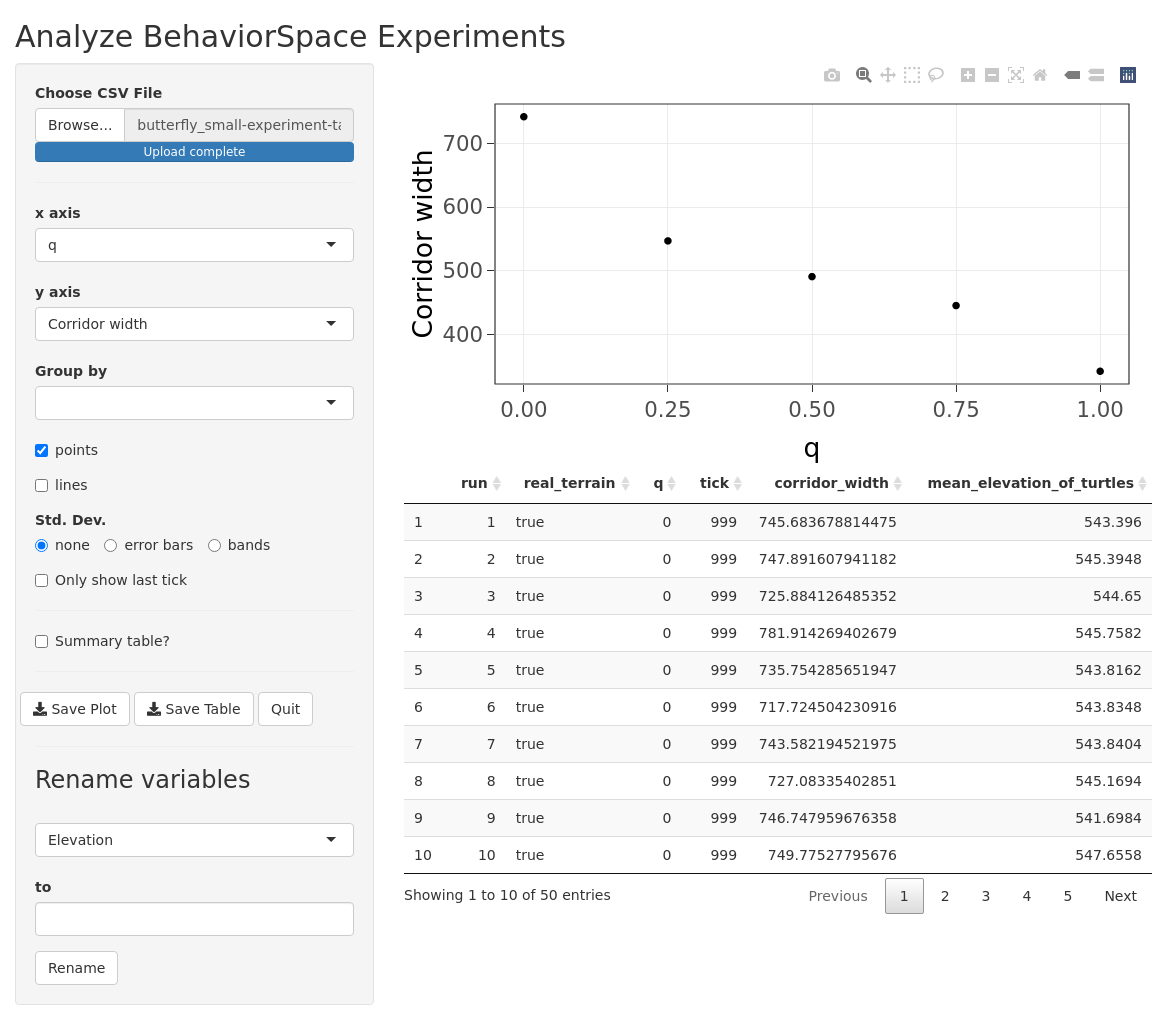 Analyze BehaviorSpace Experiments
Choose CSV File
Browse... butterfly_small-experiment-ta
Upload complete
x axis
q
y axis
Corridor width
Group by
points
lines
Std. Dev.
none error bars bands
Only show last tick
Summary table?
Save Plot Save Table Quit
Rename variables
Elevation
to
Rename
Corridor width
700
600
500
400
0.00 0.25 0.50 0.75 1.00
q
run real_terrain q tick corridor_width mean_elevation_of_turtles
1 1 true 0 999 745.683678814475 543.396
2 2 true 0 999 747.891607941182 545.3948
3 3 true 0 999 725.884126485352 544.65
4 4 true 0 999 781.914269402679 545.7582
5 5 true 0 999 735.754285651947 543.8162
6 6 true 0 999 717.724504230916 543.8348
7 7 true 0 999 743.582194521975 543.8404
8 8 true 0 999 727.08335402851 545.1694
9 9 true 0 999 746.747959676358 541.6984
10 10 true 0 999 749.77527795676 547.6558
Showing 1 to 10 of 50 entries Previous 1 2 3 4 5 Next